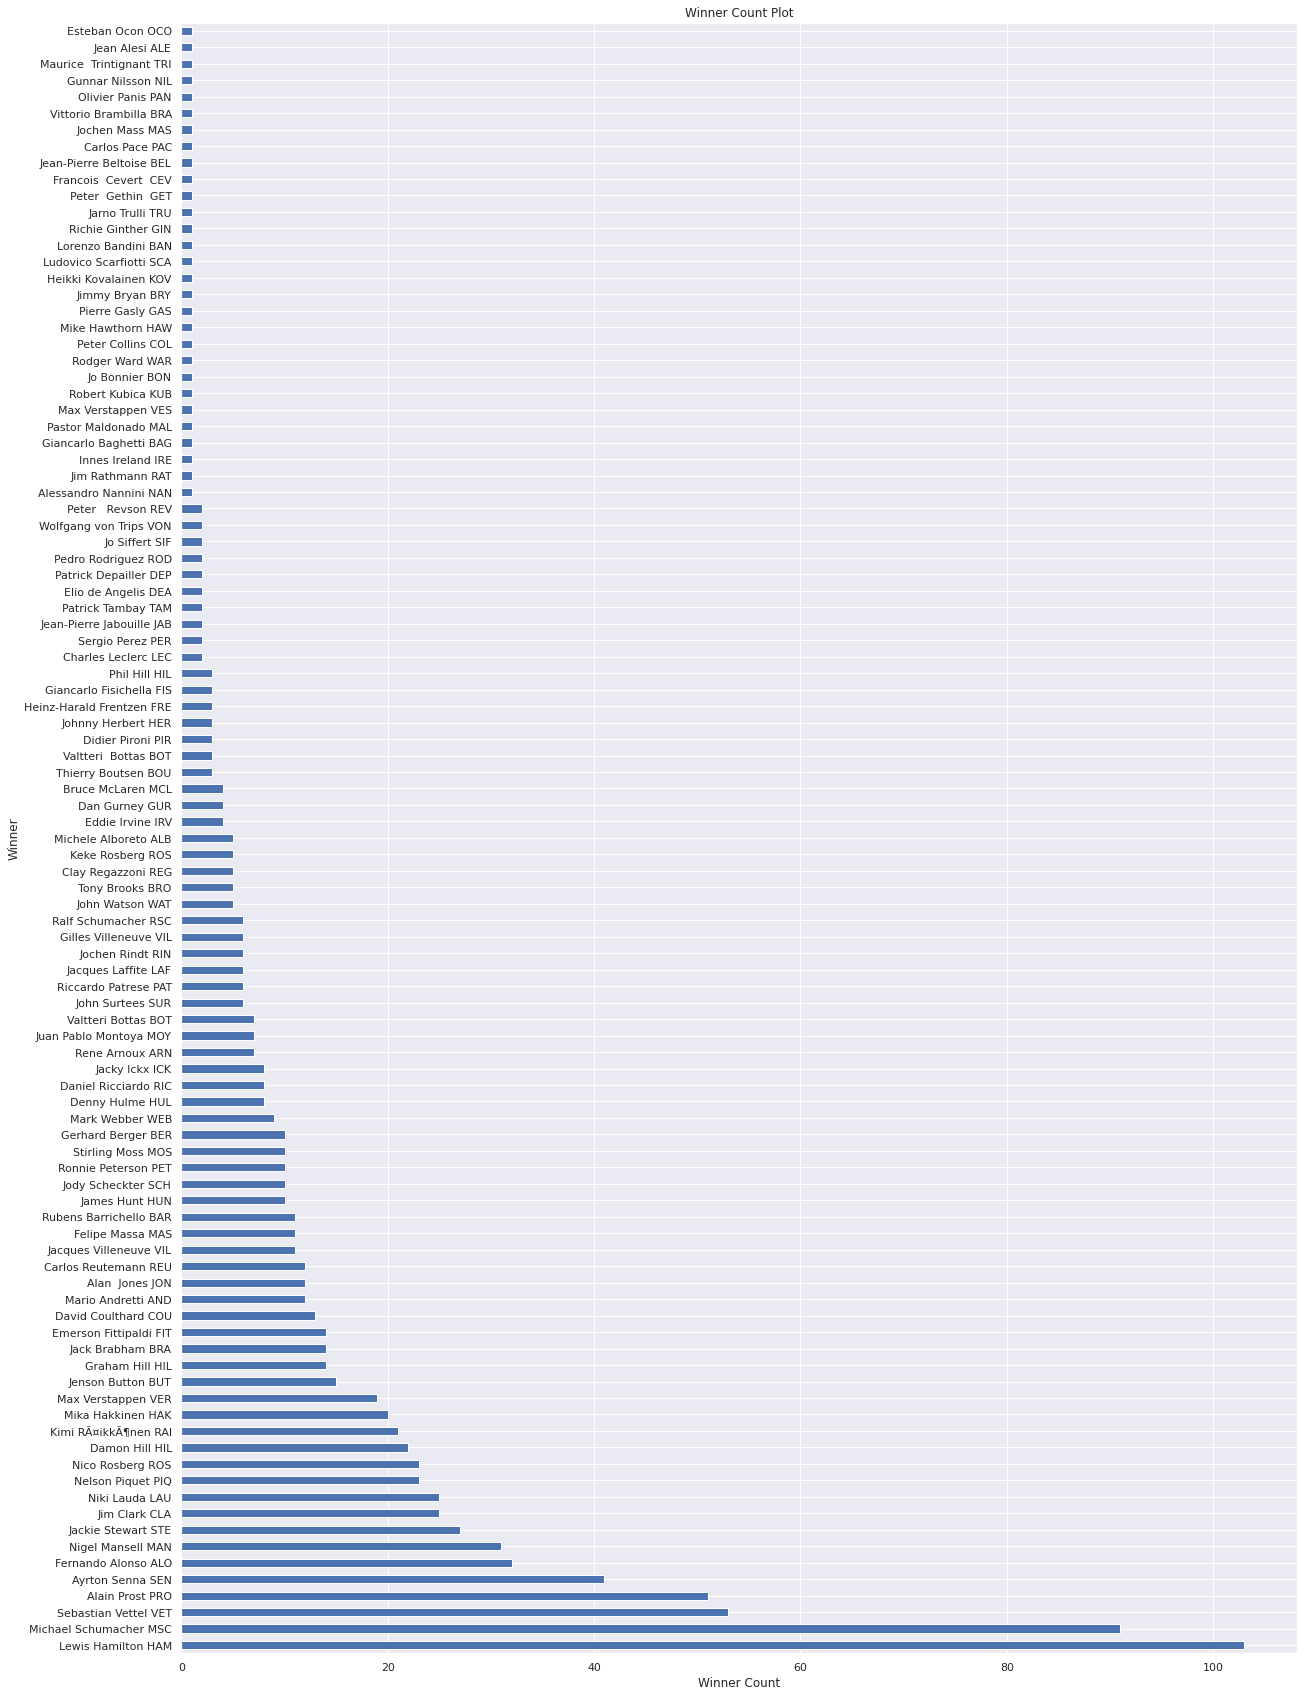 Winner Count Plot
Esteban Ocon OCO
Jean Alesi ALE
Maurice  Trintignant TRI
Gunnar Nilsson NIL
Olivier Panis PAN
Vittorio Brambilla BRA
Jochen Mass MAS
Carlos Pace PAC
Jean-Pierre Beltoise BEL
Francois  Cevert  CEV
Peter  Gethin  GET
Jarno Trulli TRU
Richie Ginther GIN
Lorenzo Bandini BAN
Ludovico Scarfiotti SCA
Heikki Kovalainen KOV
Jimmy Bryan BRY
Pierre Gasly GAS
Mike Hawthorn HAW
Peter Collins COL
Rodger Ward WAR
Jo Bonnier BON
Robert Kubica KUB
Max Verstappen VES
Pastor Maldonado MAL
Giancarlo Baghetti BAG
Innes Ireland IRE
Jim Rathmann RAT
Alessandro Nannini NAN
Peter   Revson REV
Wolfgang von Trips VON
Jo Siffert SIF
Pedro Rodriguez ROD
Patrick Depailler DEP
Elio de Angelis DEA
Patrick Tambay TAM
Jean-Pierre Jabouille JAB
Sergio Perez PER
Charles Leclerc LEC
Phil Hill HIL
Giancarlo Fisichella FIS
Heinz-Harald Frentzen FRE
Johnny Herbert HER
Didier Pironi PIR
Valtteri  Bottas BOT
Thierry Boutsen BOU
Bruce McLaren MCL
Dan Gurney GUR
Eddie Irvine IRV
Michele Alboreto ALB
Keke Rosberg ROS
Clay Regazzoni REG
Tony Brooks BRO
John Watson WAT
Ralf Schumacher RSC
Gilles Villeneuve VIL
Jochen Rindt RIN
Jacques Laffite LAF
Riccardo Patrese PAT
John Surtees SUR
Valtteri Bottas BOT
Juan Pablo Montoya MOY
Rene Arnoux ARN
Jacky Ickx ICK
Daniel Ricciardo RIC
Denny Hulme HUL
Mark Webber WEB
Gerhard Berger BER
Stirling Moss MOS
Ronnie Peterson PET
Jody Scheckter SCH
James Hunt HUN
Rubens Barrichello BAR
Felipe Massa MAS
Jacques Villeneuve VIL
Carlos Reutemann REU
Alan  Jones JON
Mario Andretti AND
David Coulthard COU
Emerson Fittipaldi FIT
Jack Brabham BRA
Graham Hill HIL
Jenson Button BUT
Max Verstappen VER
Mika Hakkinen HAK
Kimi RÃ¤ikkÃ¶nen RAI
Damon Hill HIL
Nico Rosberg ROS
Nelson Piquet PIQ
Niki Lauda LAU
Jim Clark CLA
Jackie Stewart STE
Nigel Mansell MAN
Fernando Alonso ALO
Ayrton Senna SEN
Alain Prost PRO
Sebastian Vettel VET
Michael Schumacher MSC
Lewis Hamilton HAM
Winner
0 20 40 60 80 100
Winner Count